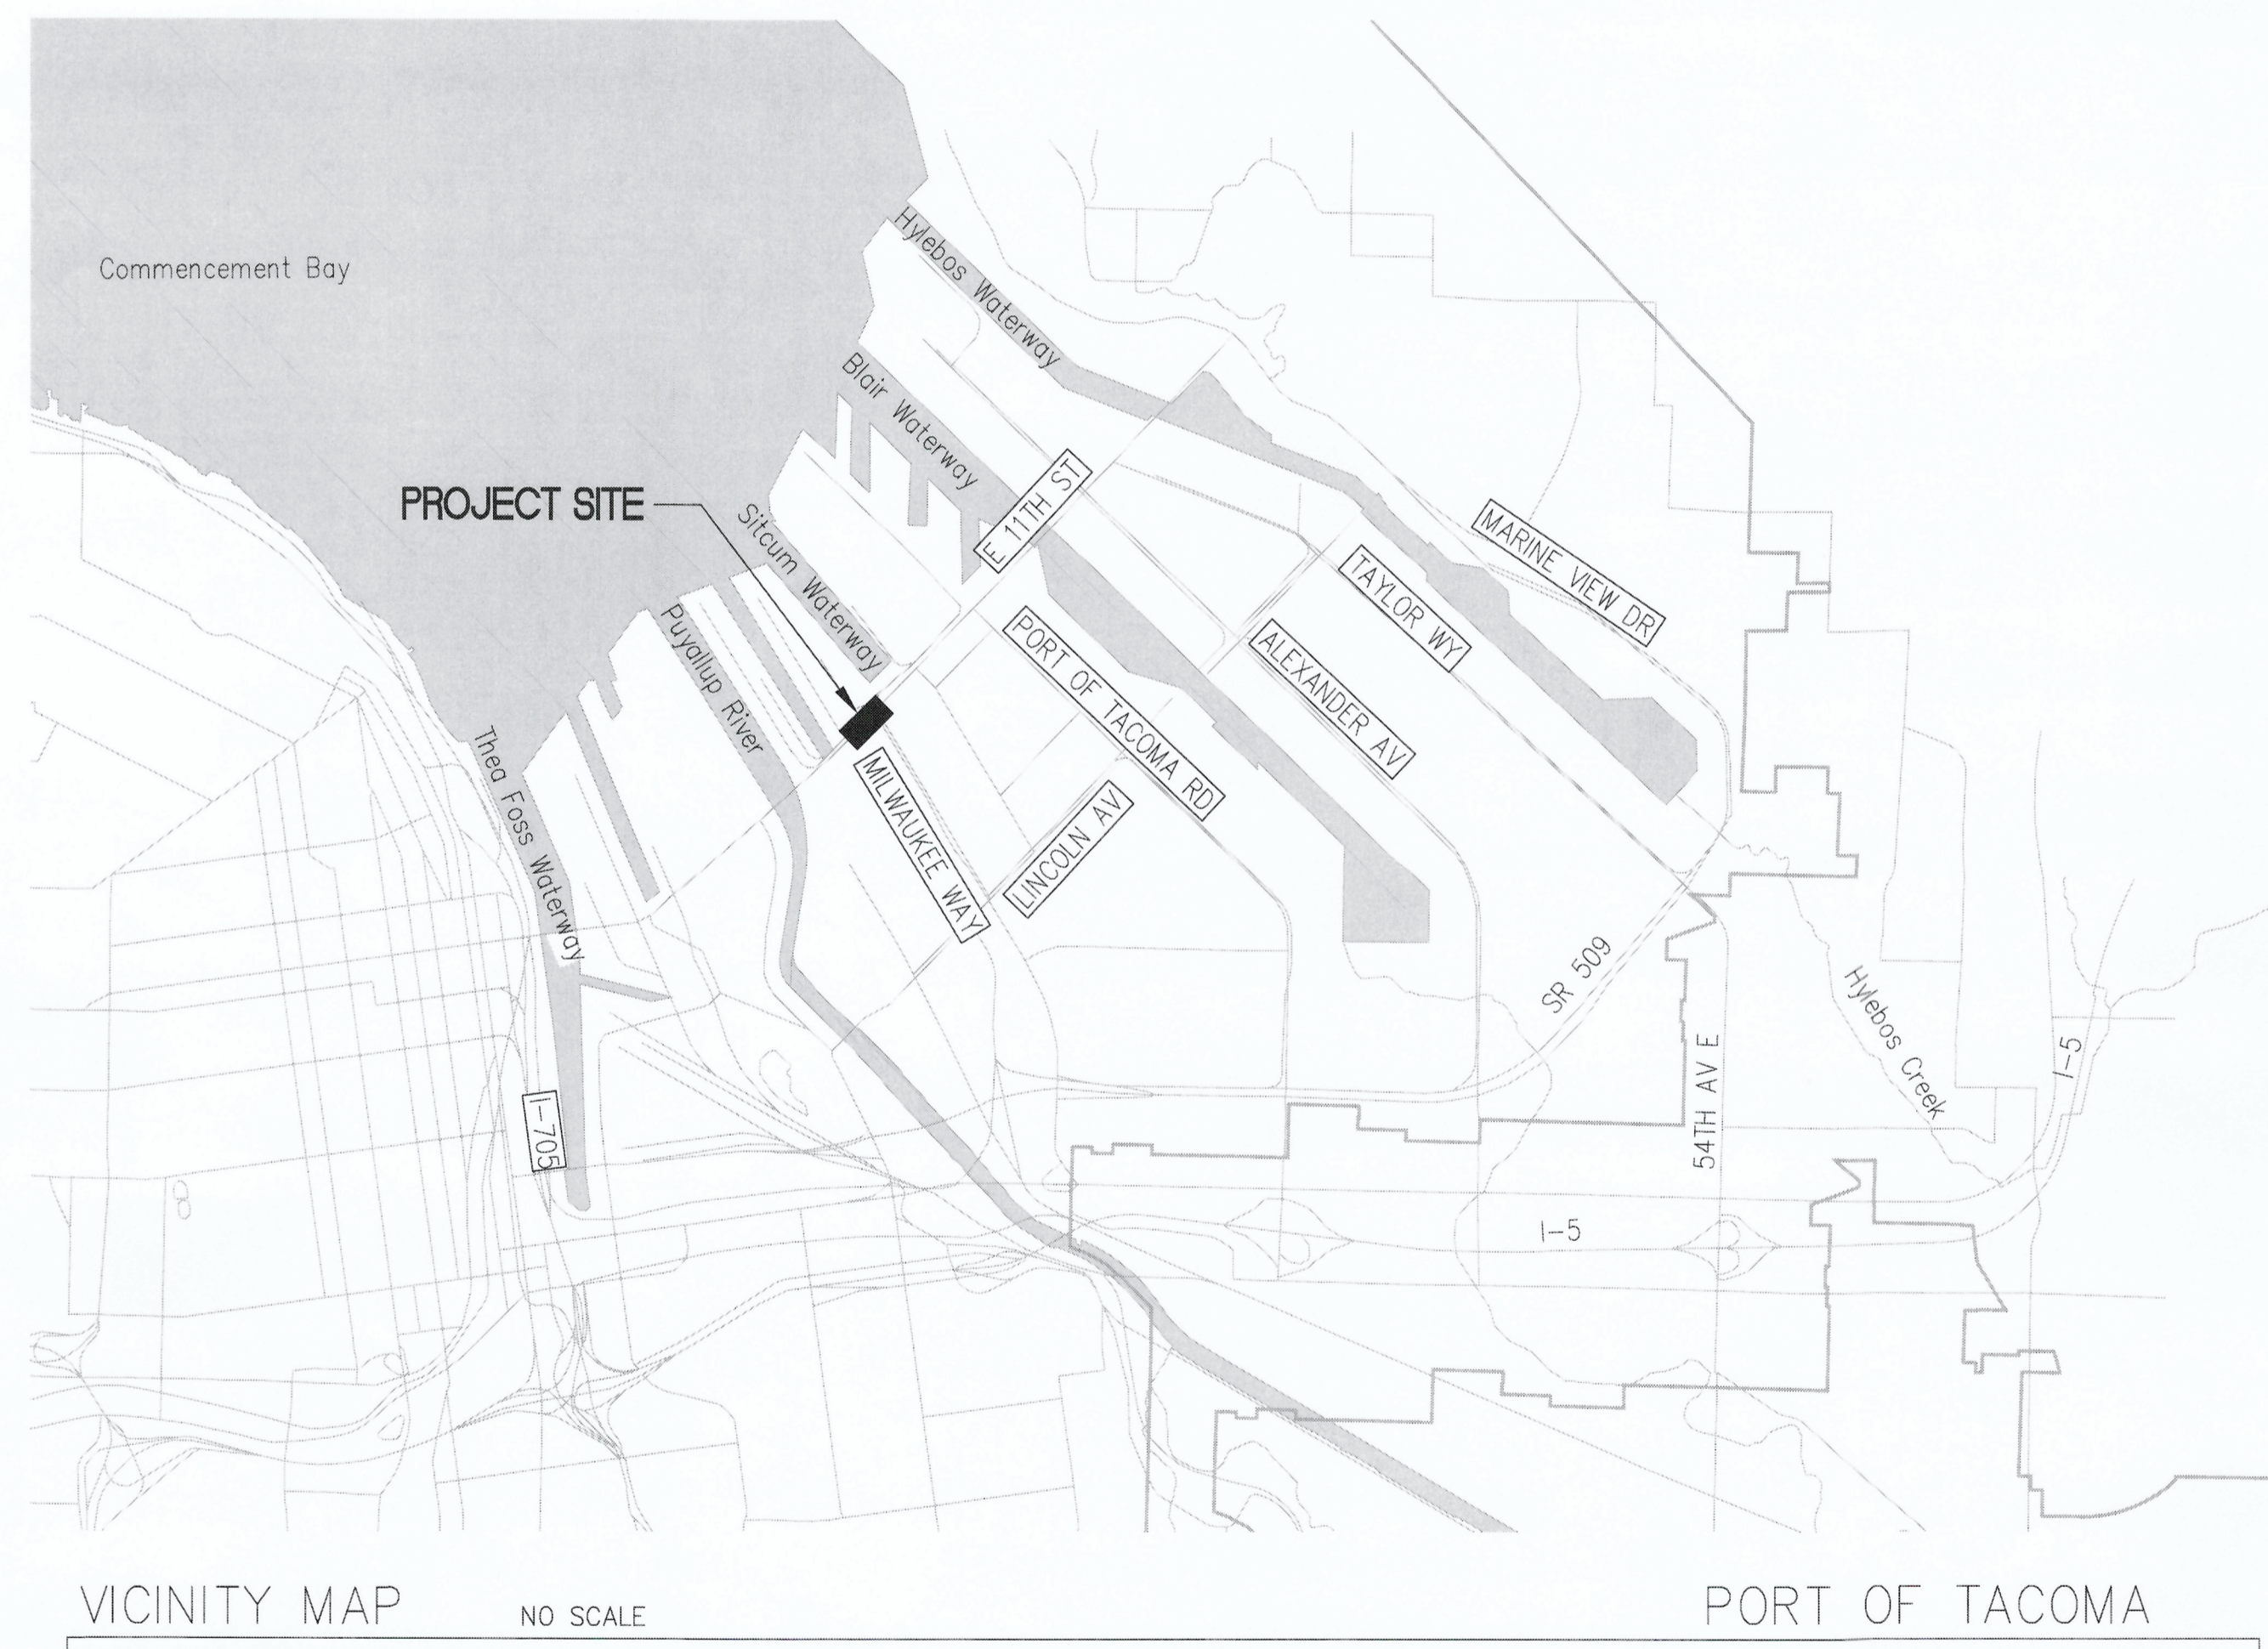 Commencement Bay
Hylebos Waterway
Blair Waterway
PROJECT SITE
Sitcum Waterway
E 11TH ST
MARINE VIEW DR
TAYLOR WY
Puyallup River
PORT OF TACOMA RD
ALEXANDER AV
Thea Foss Waterway
MILWAUKEE WAY
LINCOLN AV
SR 509
Hylebos Creek
54TH AV E
I-5
I-705
I-5
VICINITY MAP
NO SCALE
PORT OF TACOMA